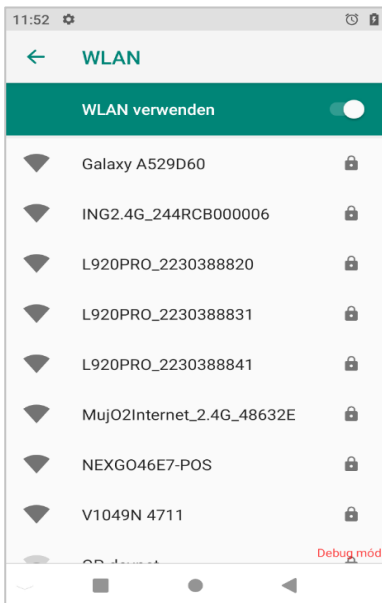 11:52
WLAN
WLAN verwenden
Galaxy A529D60
ING2.4G_244RCB000006
L920PRO_2230388820
L920PRO_2230388831
L920PRO_2230388841
MujO2Internet_2.4G_48632E
NEXGO46E7-POS
V1049N 4711
Debug mód